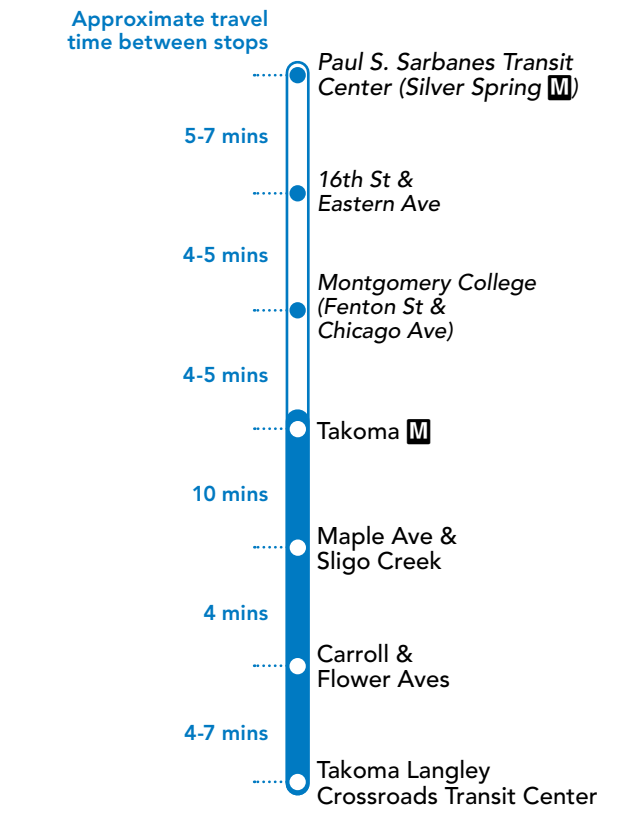 Approximate travel
time between stops
Paul S. Sarbanes Transit
Center (Silver Spring M)
5-7 mins
16th St &
Eastern Ave
4-5 mins
Montgomery College
(Fenton St &
Chicago Ave)
4-5 mins
Takoma M
10 mins
Maple Ave &
Sligo Creek
4 mins
Carroll &
Flower Aves
4-7 mins
Takoma Langley
Crossroads Transit Center